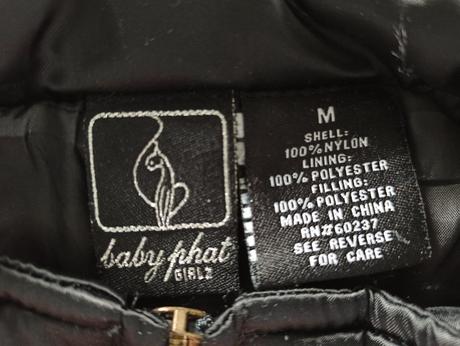 baby phat
GIRLZ
M
SHELL:
100% NYLON
LINING:
100% POLYESTER
FILLING:
100% POLYESTER
MADE IN CHINA
RN#60237
SEE REVERSE
FOR CARE